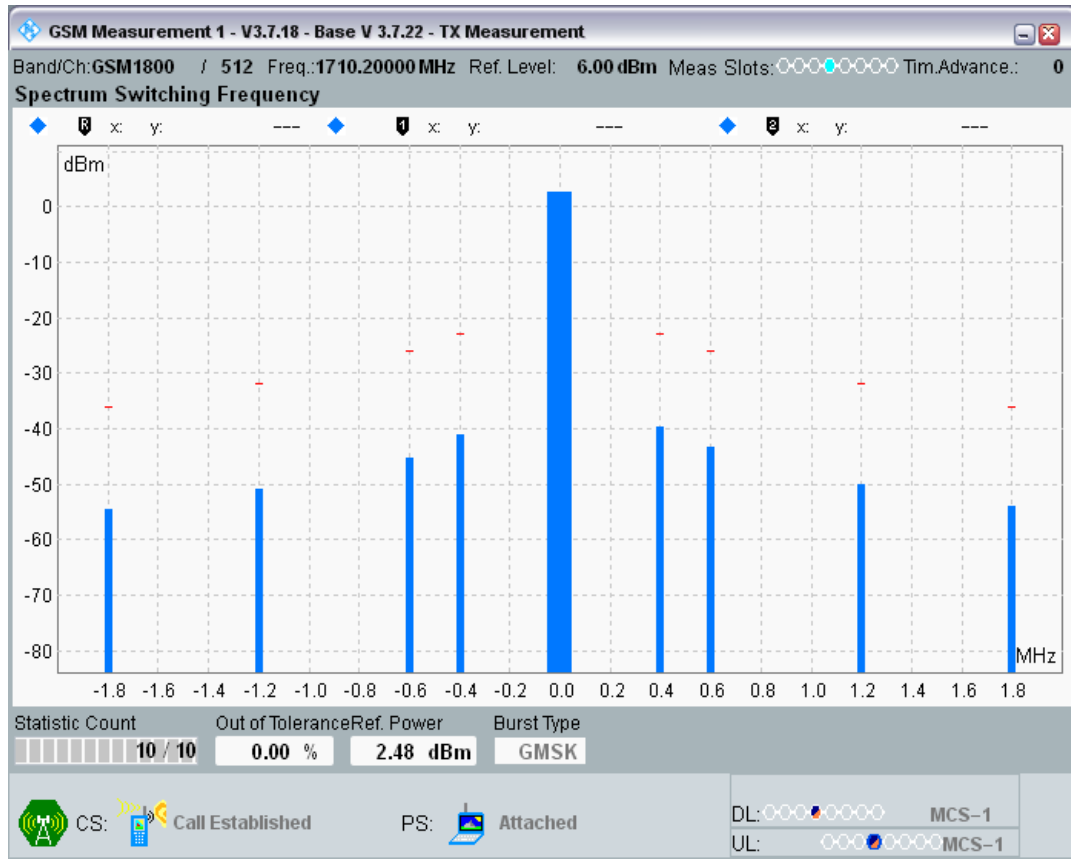 GSM Measurement 1 - V3.7.18 - Base V 3.7.22 - TX Measurement
Band/Ch:GSM1800 / 512 Freq.:1710.20000 MHz Ref. Level: 6.00 dBm Meas Slots: Tim.Advance.: 0
Spectrum Switching Frequency
R x: y: --- 1 x: y: --- 2 x: y: ---
dBm
0
-10
-20
-30
-40
-50
-60
-70
-80
MHz
-1.8 -1.6 -1.4 -1.2 -1.0 -0.8 -0.6 -0.4 -0.2 0.0 0.2 0.4 0.6 0.8 1.0 1.2 1.4 1.6 1.8
Statistic Count Out of Tolerance Ref. Power Burst Type
10 / 10 0.00 % 2.48 dBm GMSK
CS: Call Established PS: Attached
DL: MCS-1
UL: MCS-1